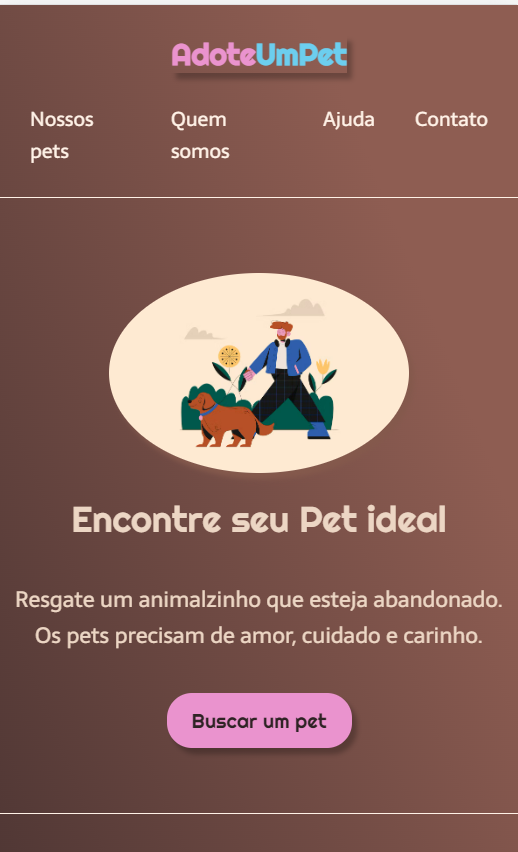 AdoteUmPet
Nossos pets
Quem somos
Ajuda
Contato
Encontre seu Pet ideal
Resgate um animalzinho que esteja abandonado.
Os pets precisam de amor, cuidado e carinho.
Buscar um pet